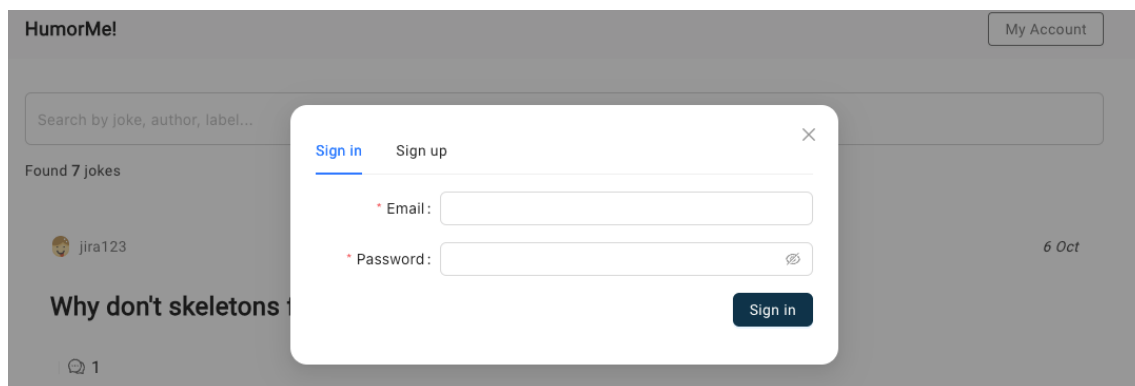 HumorMe!
My Account
Search by joke, author, label...
Found 7 jokes
Sign in
Sign up
* Email:
* Password:
Sign in
jira123
6 Oct
Why don't skeletons
1